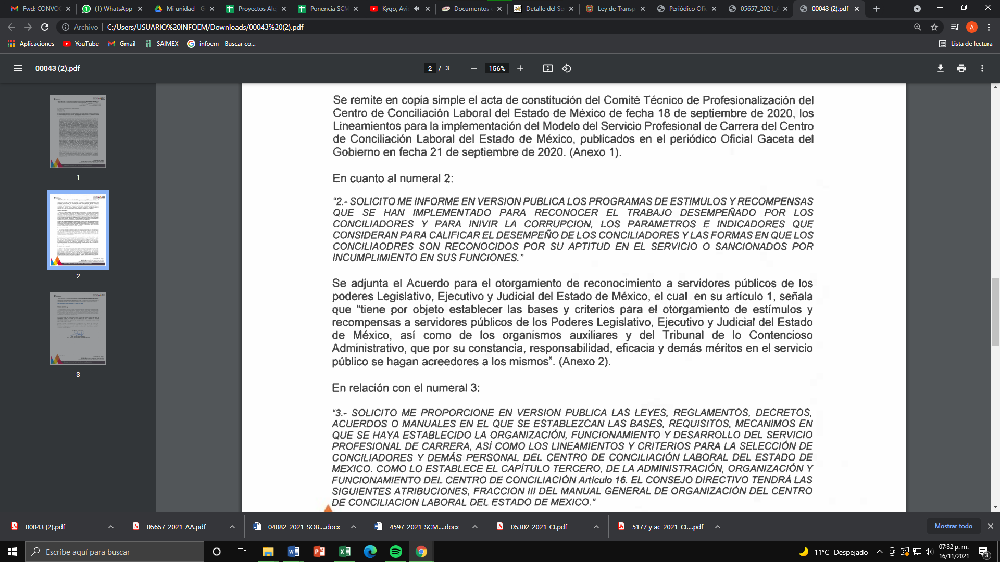 Fwd: CONVOC
(1) WhatsApp
Mi unidad - G
Proyectos Ale
Ponencia SCM
Kygo, Avic
Documentos
Detalle del Se
Ley de Transp
Periódico Ofic
05657_2021_A
00043 (2).pdf
Archivo C:/Users/USUARIO%20INFOEM/Downloads/00043%20(2).pdf
A
Aplicaciones YouTube Gmail SAIMEX infoem - Buscar co... Lista de lectura
00043 (2).pdf 2 / 3 156%
1
2
3
Se remite en copia simple el acta de constitución del Comité Técnico de Profesionalización del
Centro de Conciliación Laboral del Estado de México de fecha 18 de septiembre de 2020, los
Lineamientos para la implementación del Modelo del Servicio Profesional de Carrera del Centro
de Conciliación Laboral del Estado de México, publicados en el periódico Oficial Gaceta del
Gobierno en fecha 21 de septiembre de 2020. (Anexo 1).
En cuanto al numeral 2:
“2.- SOLICITO ME INFORME EN VERSION PUBLICA LOS PROGRAMAS DE ESTIMULOS Y RECOMPENSAS
QUE SE HAN IMPLEMENTADO PARA RECONOCER EL TRABAJO DESEMPEÑADO POR LOS
CONCILIADORES Y PARA INIVIR LA CORRUPCION, LOS PARAMETROS E INDICADORES QUE
CONSIDERAN PARA CALIFICAR EL DESEMPEÑO DE LOS CONCILIADORES Y LAS FORMAS EN QUE LOS
CONCILIAODRES SON RECONOCIDOS POR SU APTITUD EN EL SERVICIO O SANCIONADOS POR
INCUMPLIMIENTO EN SUS FUNCIONES.”
Se adjunta el Acuerdo para el otorgamiento de reconocimiento a servidores públicos de los
poderes Legislativo, Ejecutivo y Judicial del Estado de México, el cual en su artículo 1, señala
que “tiene por objeto establecer las bases y criterios para el otorgamiento de estímulos y
recompensas a servidores públicos de los Poderes Legislativo, Ejecutivo y Judicial del Estado
de México, así como de los organismos auxiliares y del Tribunal de lo Contencioso
Administrativo, que por su constancia, responsabilidad, eficacia y demás méritos en el servicio
público se hagan acreedores a los mismos”. (Anexo 2).
En relación con el numeral 3:
“3.- SOLICITO ME PROPORCIONE EN VERSION PUBLICA LAS LEYES, REGLAMENTOS, DECRETOS,
ACUERDOS O MANUALES EN EL QUE SE ESTABLEZCAN LAS BASES, REQUISITOS, MECANIMOS EN
QUE SE HAYA ESTABLECIDO LA ORGANIZACIÓN, FUNCIONAMIENTO Y DESARROLLO DEL SERVICIO
PROFESIONAL DE CARRERA, ASÍ COMO LOS LINEAMIENTOS Y CRITERIOS PARA LA SELECCIÓN DE
CONCILIADORES Y DEMÁS PERSONAL DEL CENTRO DE CONCILIACIÓN LABORAL DEL ESTADO DE
MEXICO. COMO LO ESTABLECE EL CAPÍTULO TERCERO, DE LA ADMINISTRACIÓN, ORGANIZACIÓN Y
FUNCIONAMIENTO DEL CENTRO DE CONCILIACIÓN Artículo 16. EL CONSEJO DIRECTIVO TENDRÁ LAS
SIGUIENTES ATRIBUCIONES, FRACCION III DEL MANUAL GENERAL DE ORGANIZACIÓN DEL CENTRO
DE CONCILIACION LABORAL DEL ESTADO DE MEXICO.”
00043 (2).pdf
05657_2021_AA.pdf
04082_2021_SOB....docx
4597_2021_SCM....docx
05302_2021_CI.pdf
5177 y ac_2021_CI....pdf
Mostrar todo
Escribe aquí para buscar
11°C Despejado
07:32 p. m.
16/11/2021
3